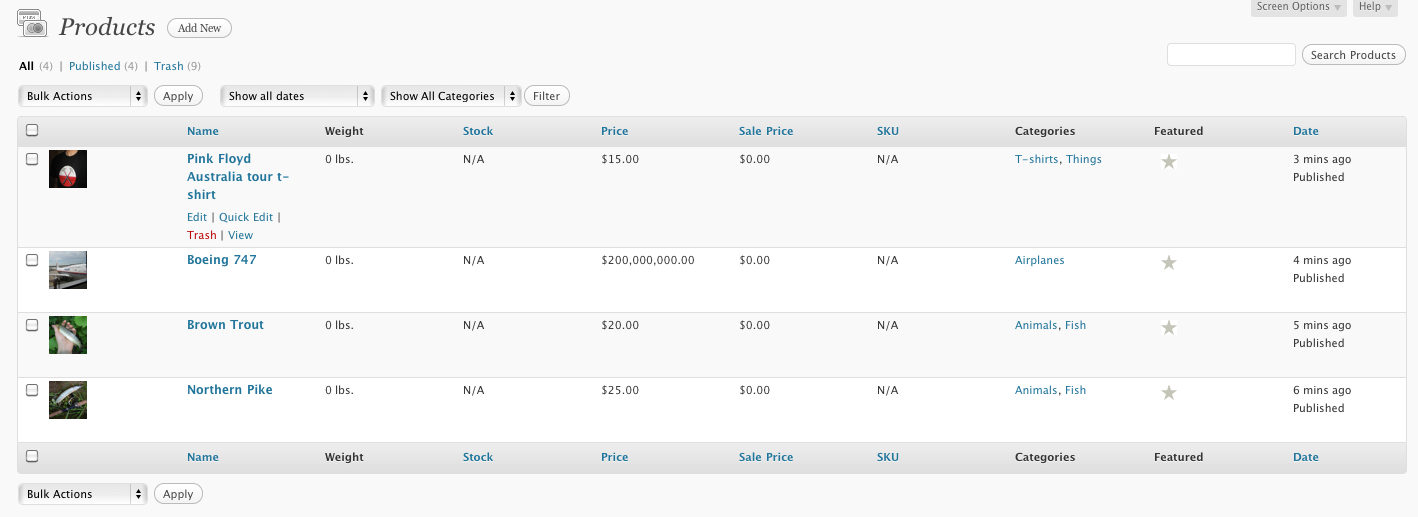 Screen Options Help
Products Add New
All (4) | Published (4) | Trash (9)
Search Products
Bulk Actions Apply Show all dates Show All Categories Filter
Name Weight Stock Price Sale Price SKU Categories Featured Date
Pink Floyd 0 lbs. N/A $15.00 $0.00 N/A T-shirts, Things 3 mins ago
Australia tour t- Published
shirt
Edit | Quick Edit |
Trash | View
Boeing 747 0 lbs. N/A $200,000,000.00 $0.00 N/A Airplanes 4 mins ago
Published
Brown Trout 0 lbs. N/A $20.00 $0.00 N/A Animals, Fish 5 mins ago
Published
Northern Pike 0 lbs. N/A $25.00 $0.00 N/A Animals, Fish 6 mins ago
Published
Name Weight Stock Price Sale Price SKU Categories Featured Date
Bulk Actions Apply